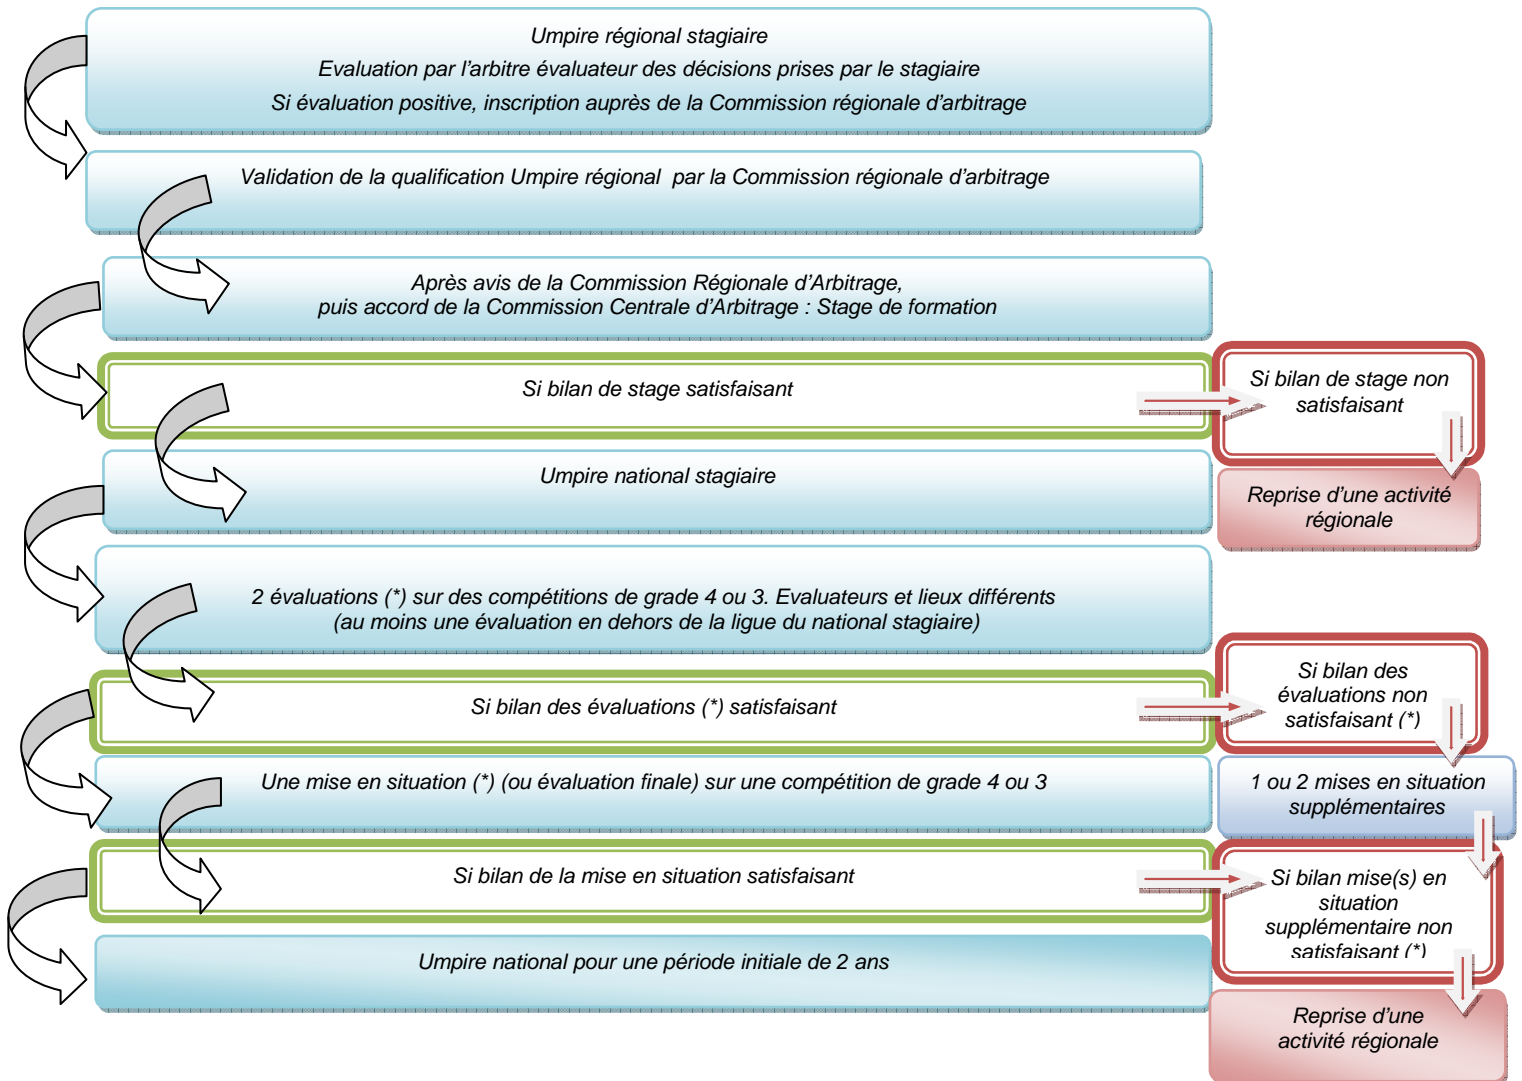 Umpire régional stagiaire
Evaluation par l'arbitre évaluateur des décisions prises par le stagiaire
Si évaluation positive, inscription auprès de la Commission régionale d'arbitrage
Validation de la qualification Umpire régional par la Commission régionale d'arbitrage
Après avis de la Commission Régionale d'Arbitrage,
puis accord de la Commission Centrale d'Arbitrage : Stage de formation
Si bilan de stage satisfaisant
Si bilan de stage non
satisfaisant
Umpire national stagiaire
Reprise d'une activité
régionale
2 évaluations (*) sur des compétitions de grade 4 ou 3. Evaluateurs et lieux différents
(au moins une évaluation en dehors de la ligue du national stagiaire)
Si bilan des évaluations (*) satisfaisant
Si bilan des
évaluations non
satisfaisant (*)
Une mise en situation (*) (ou évaluation finale) sur une compétition de grade 4 ou 3
1 ou 2 mises en situation
supplémentaires
Si bilan de la mise en situation satisfaisant
Si bilan mise(s) en
situation
supplémentaire non
satisfaisant (*)
Umpire national pour une période initiale de 2 ans
Reprise d'une
activité régionale